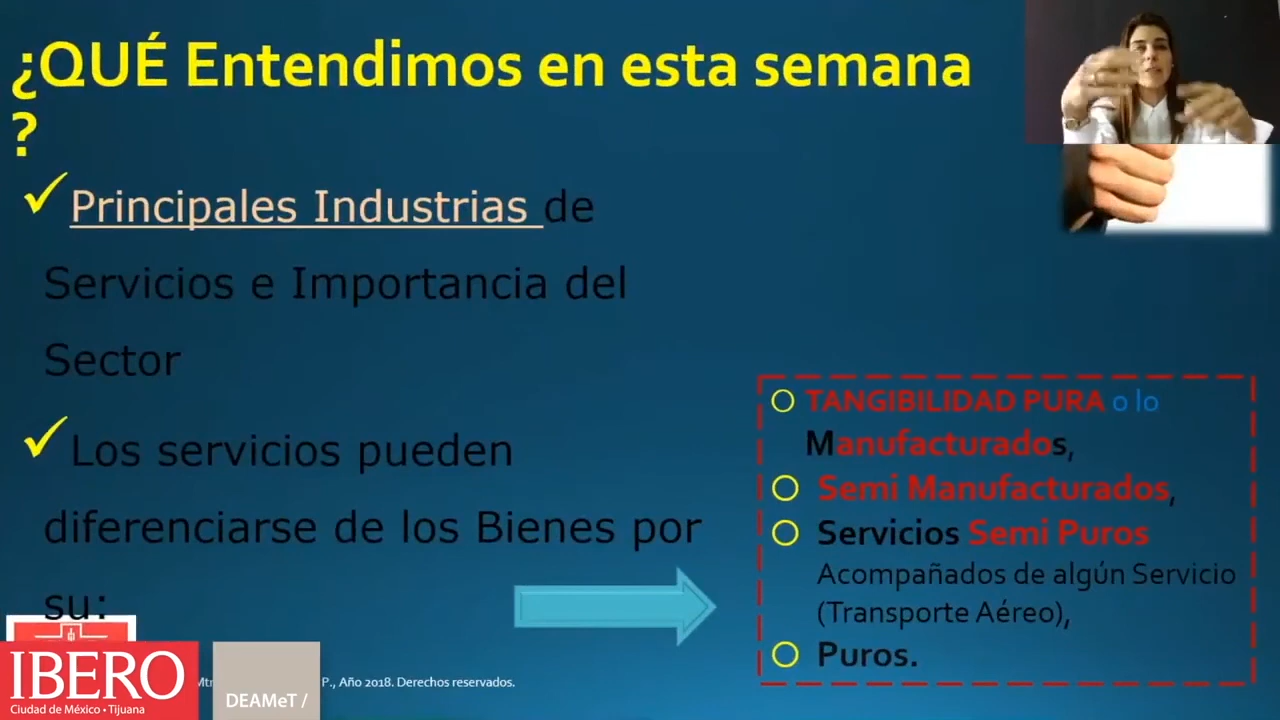 ¿QUÉ Entendimos en esta semana
?
Principales Industrias de
Servicios e Importancia del
Sector
Los servicios pueden
diferenciarse de los Bienes por
su:
TANGIBILIDAD PURA o lo
Manufacturados,
Semi Manufacturados,
Servicios Semi Puros
Acompañados de algún Servicio
(Transporte Aéreo),
Puros.
P., Año 2018. Derechos reservados.
IBERO
Ciudad de México • Tijuana
DEAMeT /